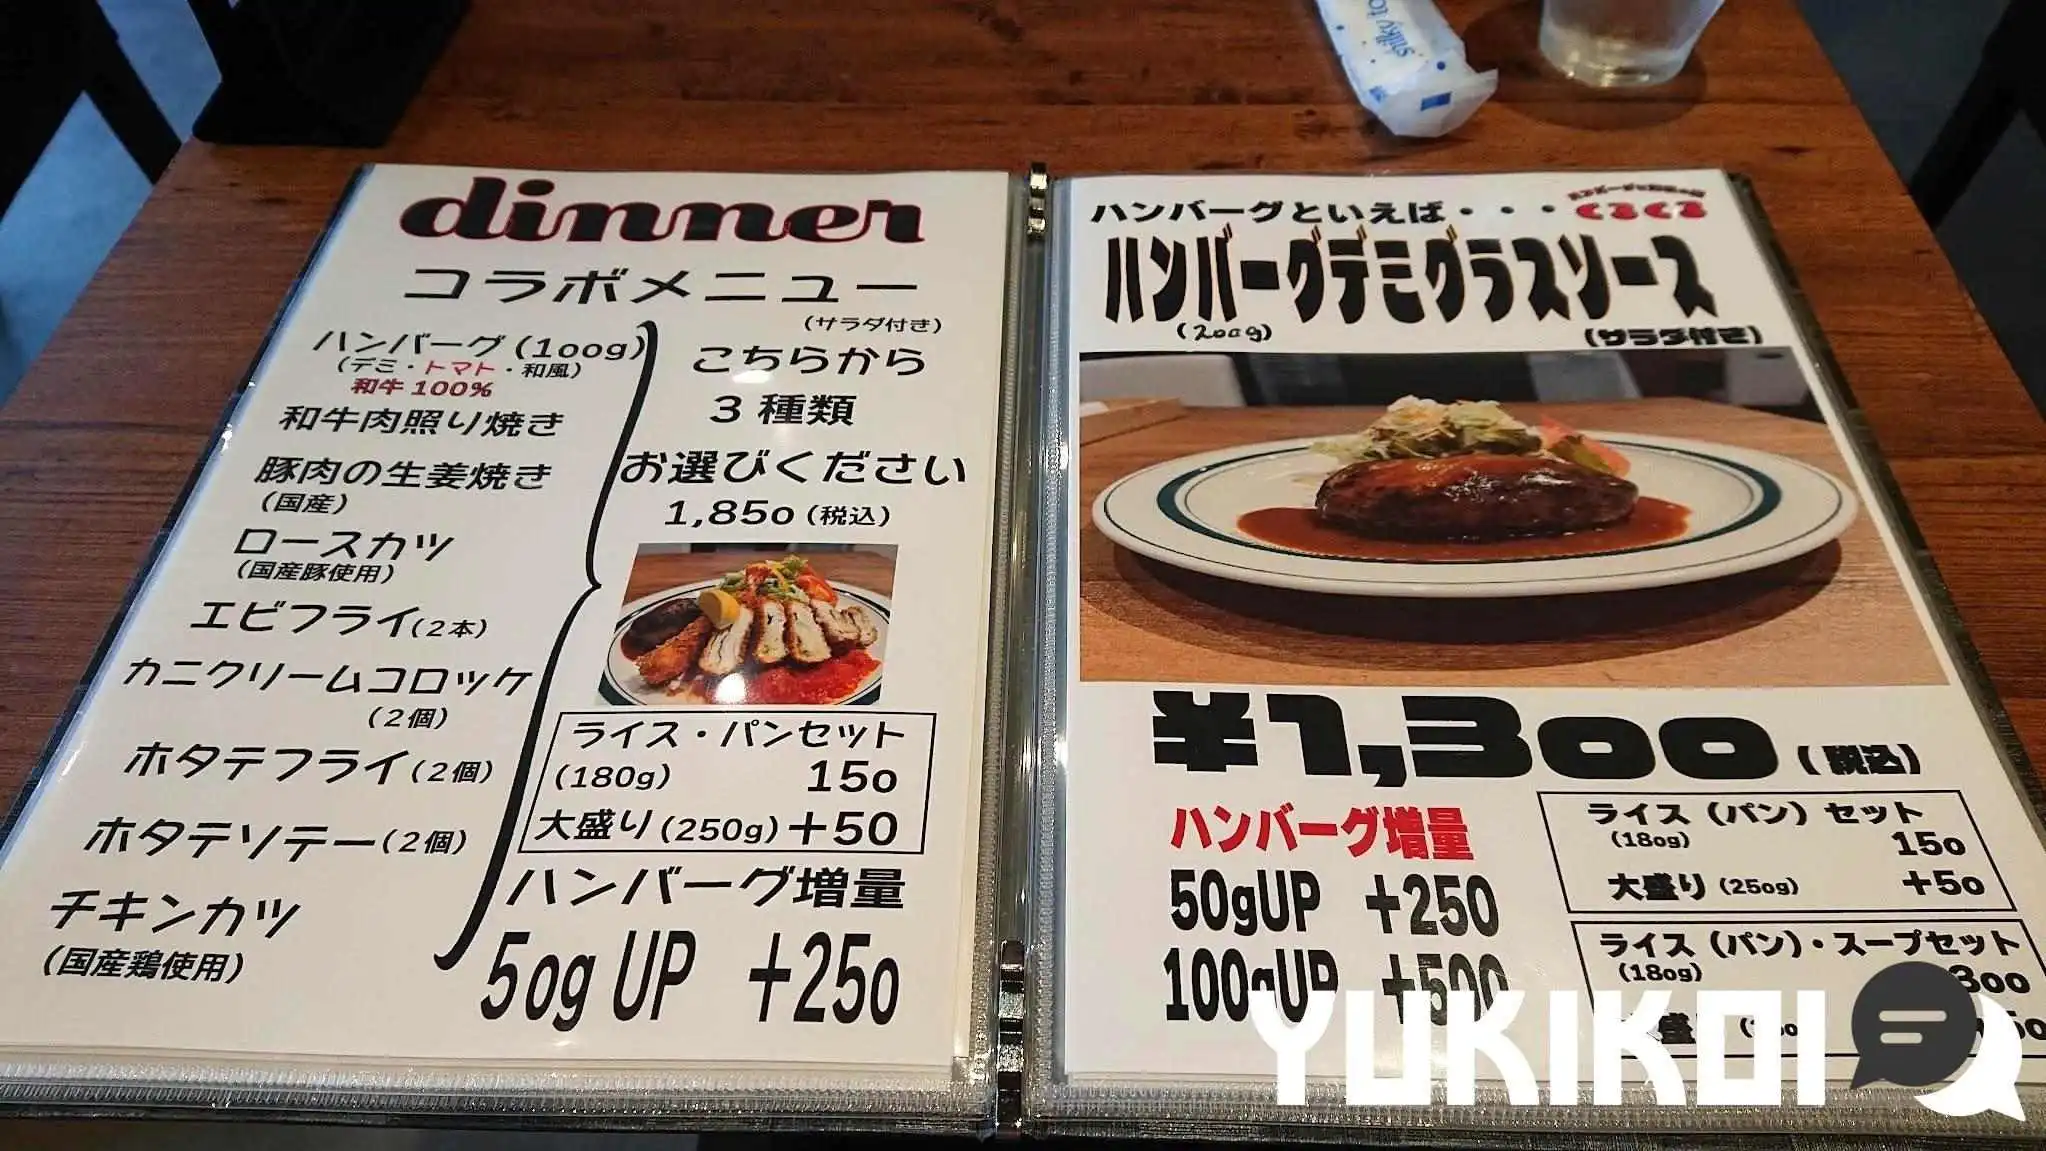 dinner
コラボメニュー
(サラダ付き)
ハンバーグ(100g)
(デミ・トマト・和風)
和牛100%
和牛肉照り焼き
豚肉の生姜焼き
(国産)
ロースカツ
(国産豚使用)
エビフライ(2本)
カニクリームコロッケ
(2個)
ホタテフライ(2個)
ホタテソテー(2個)
チキンカツ
(国産鶏使用)
こちらから
3種類
お選びください
1,850(税込)
ライス・パンセット
(180g) 150
大盛り(250g)+50
ハンバーグ増量
50g UP +250
ハンバーグといえば・・・
ハンバーグデミグラスソース
(200g) (サラダ付き)
¥1,300(税込)
ハンバーグ増量
50gUP +250
100gUP +500
ライス(パン)セット
(180g) 150
大盛り(250g) +50
ライス(パン)・スープセット
(180g) 300
盛り
silky to
YUKIKOI